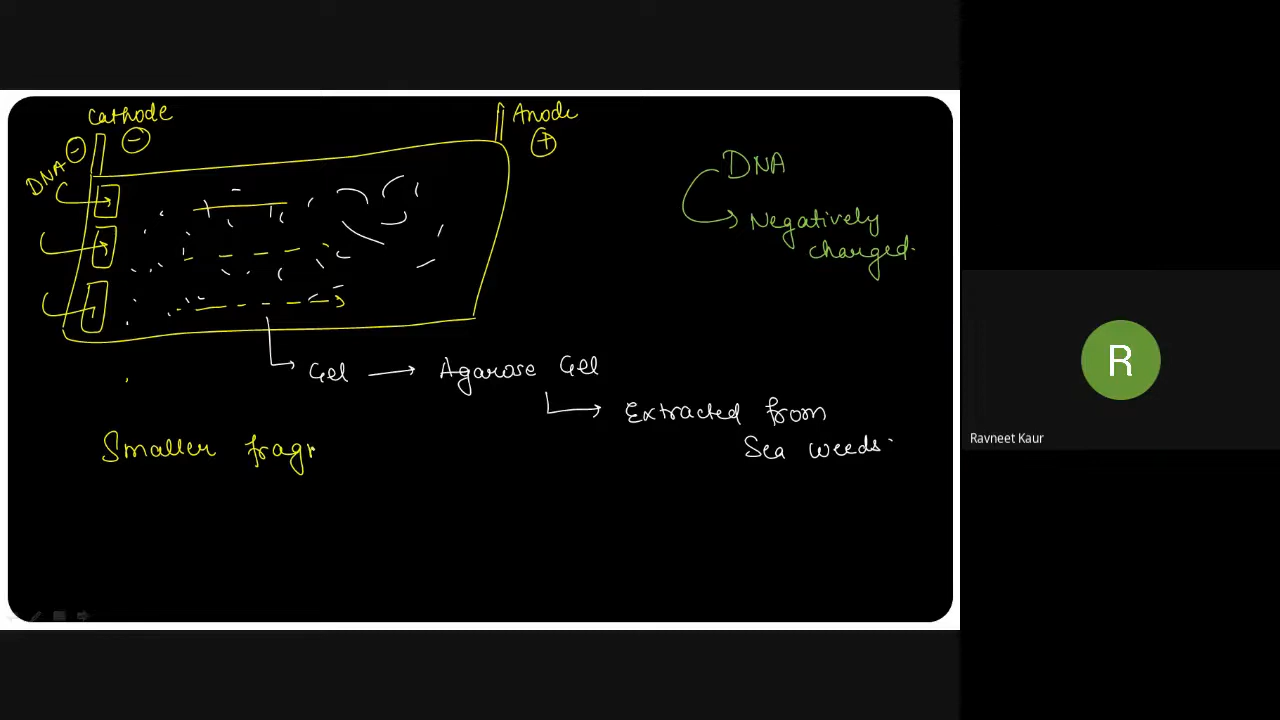 Cathode
Anode
DNA
DNA
Negatively
charged.
Gel → Agarose Gel
Extracted from
Sea weeds.
Smaller fragr
R
Ravneet Kaur